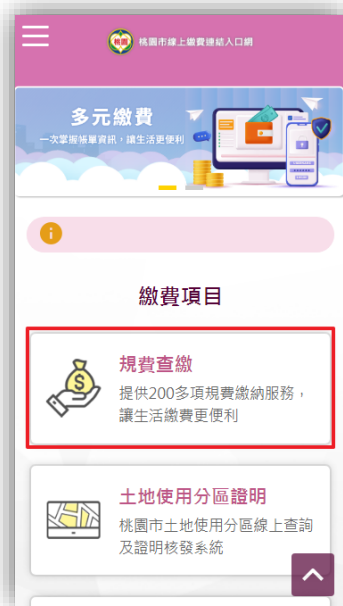 桃園
桃園市線上繳費連結入口網
多元繳費
一次掌握帳單資訊，讓生活更便利
繳費項目
規費查繳
提供200多項規費繳納服務，
讓生活繳費更便利
土地使用分區證明
桃園市土地使用分區線上查詢
及證明核發系統